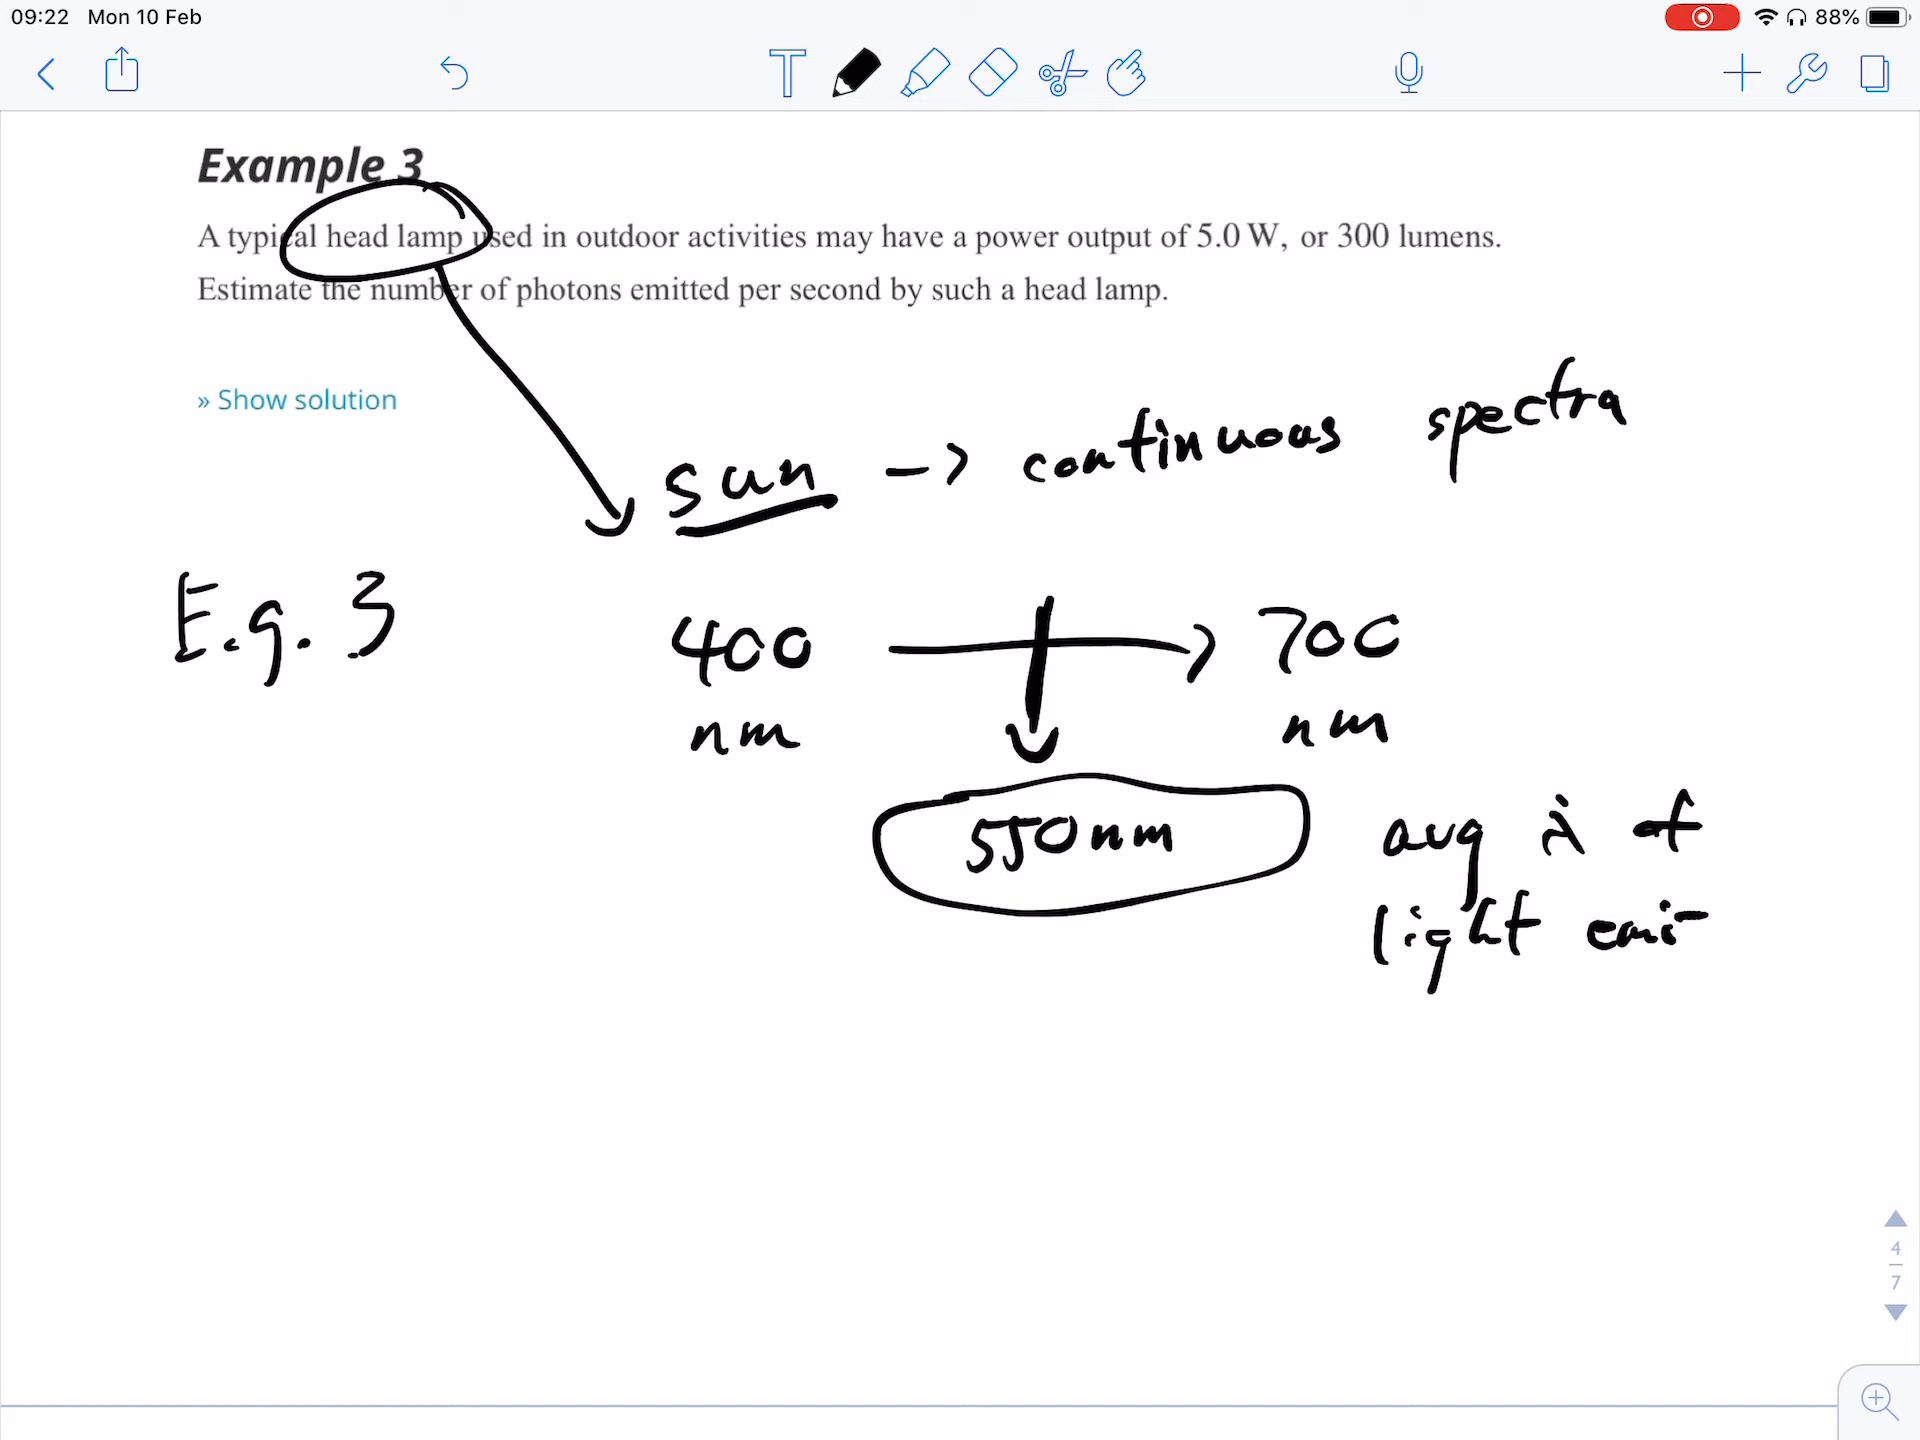 09:22 Mon 10 Feb
88%
Example 3
A typical head lamp used in outdoor activities may have a power output of 5.0 W, or 300 lumens.
Estimate the number of photons emitted per second by such a head lamp.
» Show solution
sun -> continuous spectra
E.g. 3
400 700
nm nm
550nm
avg λ of
light emi
4
7